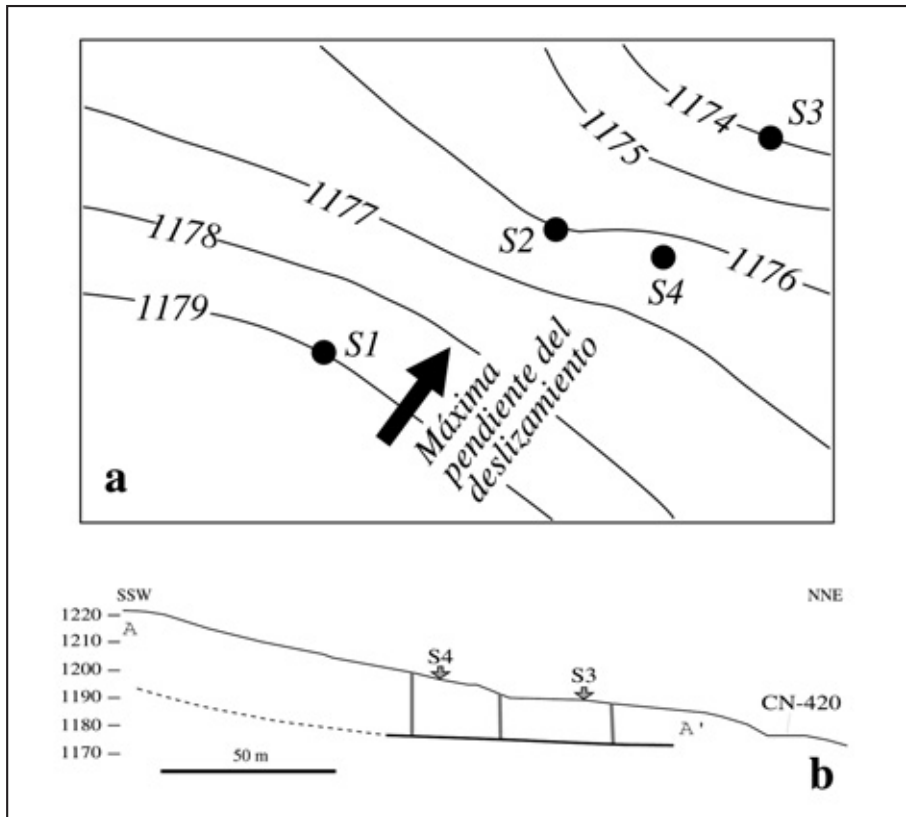 1174
S3
1175
1177
S2
1176
1178
S4
1179
S1
Máxima
pendiente del
deslizamiento
a
SSW
NNE
1220
A
1210
1200
S4
S3
1190
CN-420
1180
A'
1170
50 m
b